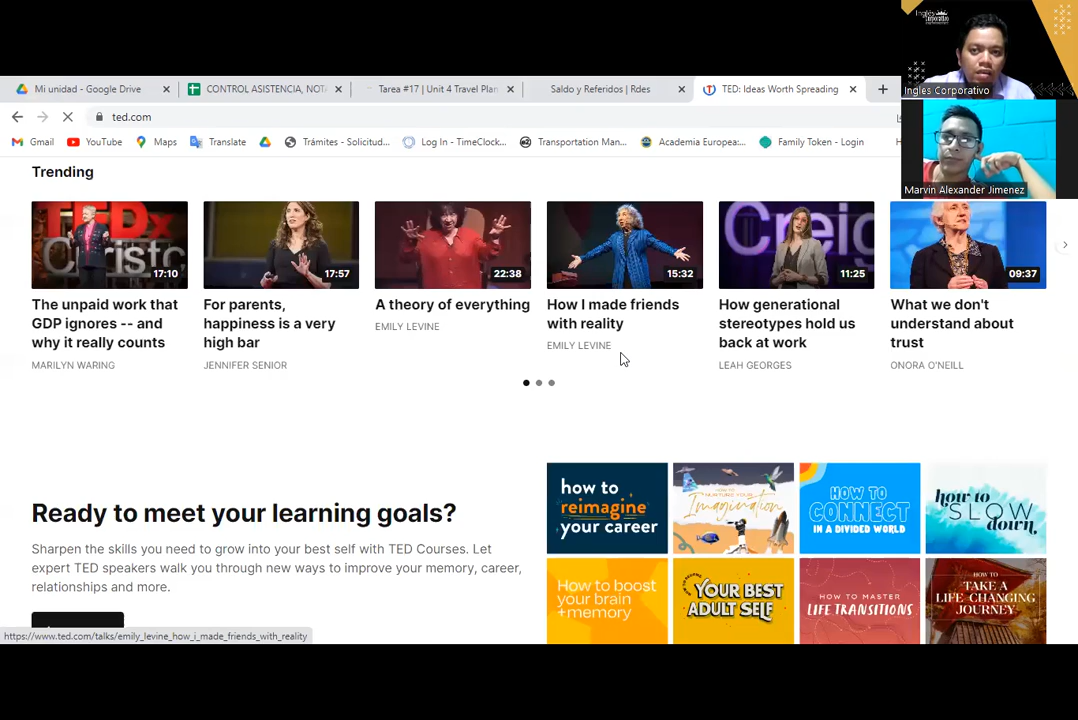 Mi unidad - Google Drive
CONTROL ASISTENCIA, NOTA
Tarea #17 | Unit 4 Travel Plan
Saldo y Referidos | Rdes
TED: Ideas Worth Spreading
ted.com
Gmail
YouTube
Maps
Translate
Trámites - Solicitud...
Log In - TimeClock...
Transportation Man...
Academia Europea:...
Family Token - Login
Inglés Corporativo
Ingles Corporativo
Marvin Alexander Jimenez
Trending
TEDx
17:10
17:57
22:38
15:32
Creig
11:25
09:37
The unpaid work that
GDP ignores -- and
why it really counts
MARILYN WARING
For parents,
happiness is a very
high bar
JENNIFER SENIOR
A theory of everything
EMILY LEVINE
How I made friends
with reality
EMILY LEVINE
How generational
stereotypes hold us
back at work
LEAH GEORGES
What we don't
understand about
trust
ONORA O'NEILL
Ready to meet your learning goals?
Sharpen the skills you need to grow into your best self with TED Courses. Let
expert TED speakers walk you through new ways to improve your memory, career,
relationships and more.
how to
reimagine
your career
HOW TO
NURTURE YOUR
Imagination
HOW TO
CONNECT
IN A DIVIDED WORLD
how to
SLOW
down
How to boost
your brain
+memory
YOUR BEST
ADULT SELF
HOW TO MASTER
LIFE TRANSITIONS
HOW TO
TAKE A
LIFE-CHANGING
JOURNEY
https://www.ted.com/talks/emily_levine_how_i_made_friends_with_reality